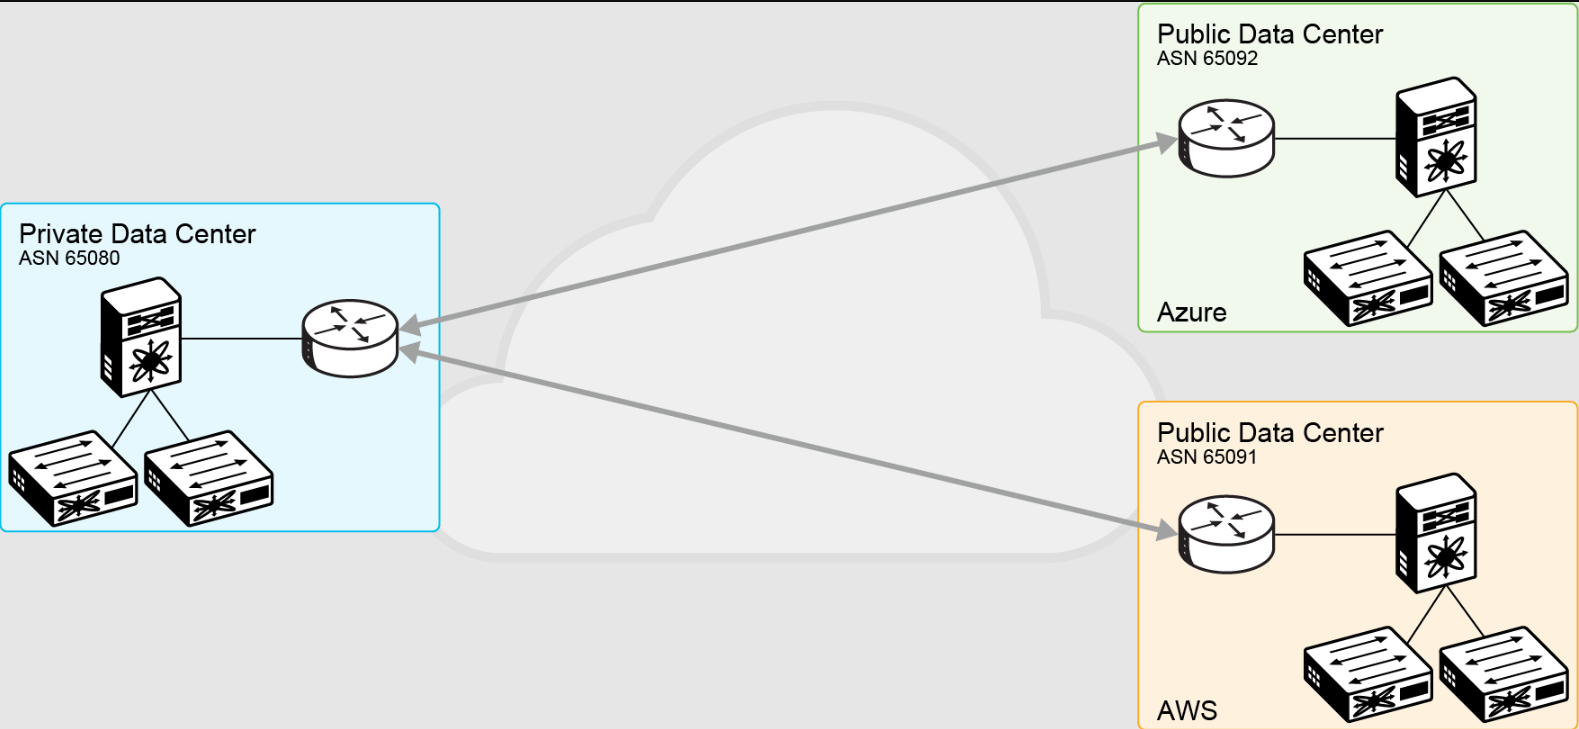 Public Data Center
ASN 65092
Azure
Private Data Center
ASN 65080
Public Data Center
ASN 65091
AWS